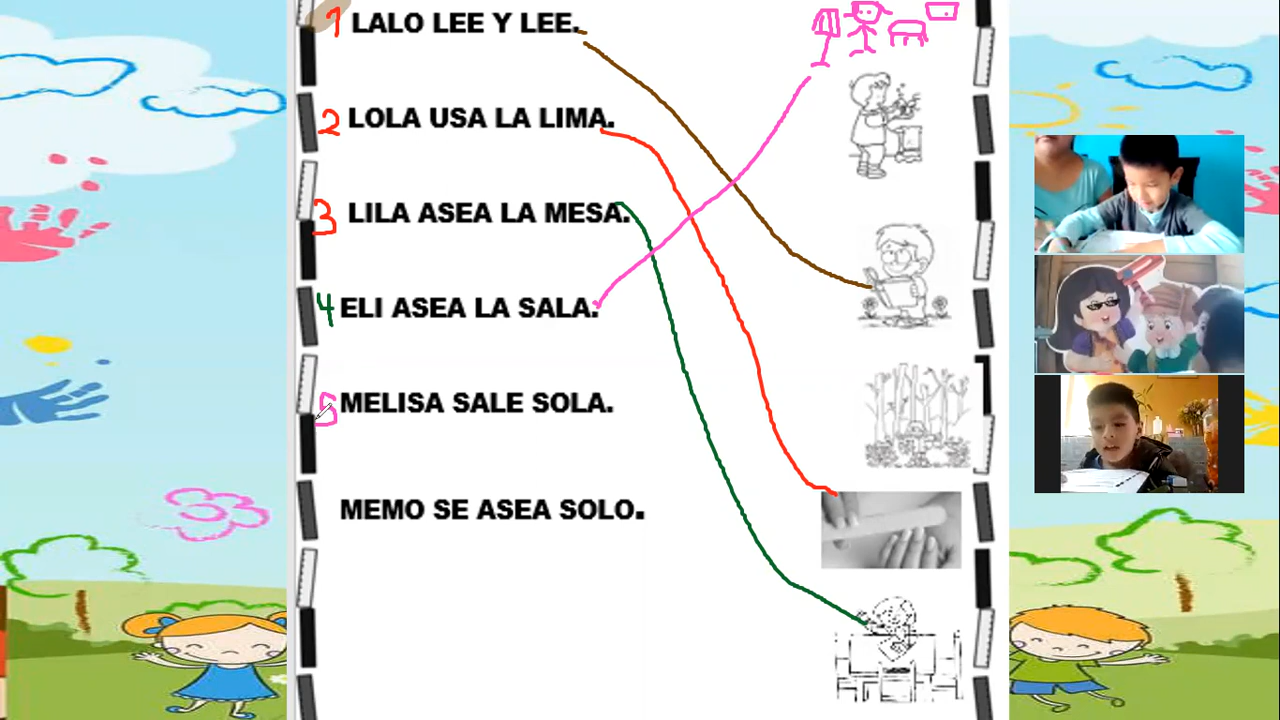 1 LALO LEE Y LEE.
2 LOLA USA LA LIMA.
3 LILA ASEA LA MESA.
4 ELI ASEA LA SALA.
5 MELISA SALE SOLA.
MEMO SE ASEA SOLO.